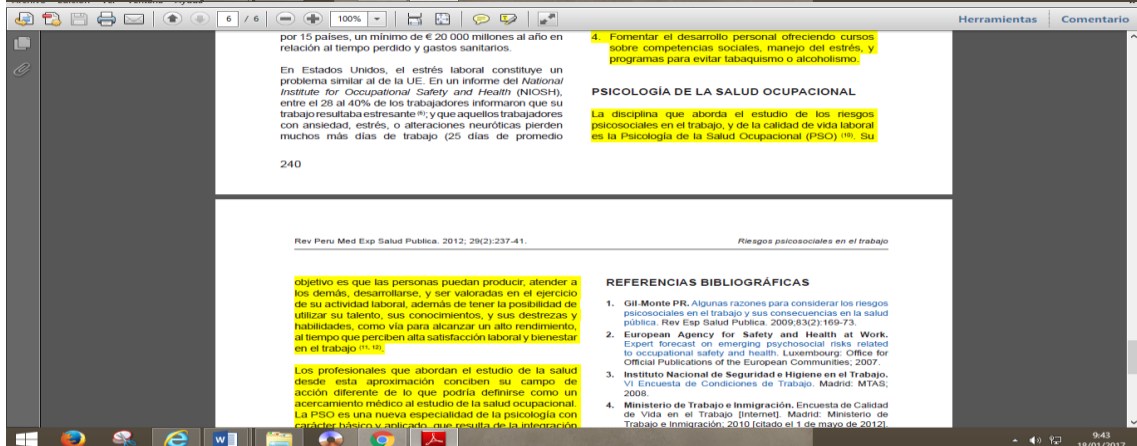 6 / 6
100%
Herramientas
Comentario
por 15 países, un mínimo de € 20 000 millones al año en
relación al tiempo perdido y gastos sanitarios.
En Estados Unidos, el estrés laboral constituye un
problema similar al de la UE. En un informe del National
Institute for Occupational Safety and Health (NIOSH),
entre el 28 al 40% de los trabajadores informaron que su
trabajo resultaba estresante (6); y que aquellos trabajadores
con ansiedad, estrés, o alteraciones neuróticas pierden
muchos más días de trabajo (25 días de promedio
240
4. Fomentar el desarrollo personal ofreciendo cursos
sobre competencias sociales, manejo del estrés, y
programas para evitar tabaquismo o alcoholismo.
PSICOLOGÍA DE LA SALUD OCUPACIONAL
La disciplina que aborda el estudio de los riesgos
psicosociales en el trabajo, y de la calidad de vida laboral
es la Psicología de la Salud Ocupacional (PSO) (10). Su
Rev Peru Med Exp Salud Publica. 2012; 29(2):237-41.
Riesgos psicosociales en el trabajo
objetivo es que las personas puedan producir, atender a
los demás, desarrollarse, y ser valoradas en el ejercicio
de su actividad laboral, además de tener la posibilidad de
utilizar su talento, sus conocimientos, y sus destrezas y
habilidades, como vía para alcanzar un alto rendimiento,
al tiempo que perciben alta satisfacción laboral y bienestar
en el trabajo (11, 12).
Los profesionales que abordan el estudio de la salud
desde esta aproximación conciben su campo de
acción diferente de lo que podría definirse como un
acercamiento médico al estudio de la salud ocupacional.
La PSO es una nueva especialidad de la psicología con
carácter básico y aplicado, que resulta de la integración
REFERENCIAS BIBLIOGRÁFICAS
1. Gil-Monte PR. Algunas razones para considerar los riesgos
psicosociales en el trabajo y sus consecuencias en la salud
pública. Rev Esp Salud Publica. 2009;83(2):169-73.
2. European Agency for Safety and Health at Work.
Expert forecast on emerging psychosocial risks related
to occupational safety and health. Luxembourg: Office for
Official Publications of the European Communities; 2007.
3. Instituto Nacional de Seguridad e Higiene en el Trabajo.
VI Encuesta de Condiciones de Trabajo. Madrid: MTAS;
2008.
4. Ministerio de Trabajo e Inmigración. Encuesta de Calidad
de Vida en el Trabajo [Internet]. Madrid: Ministerio de
Trabajo e Inmigración; 2010 [citado el 1 de mayo de 2012].
9:43
18/01/2017